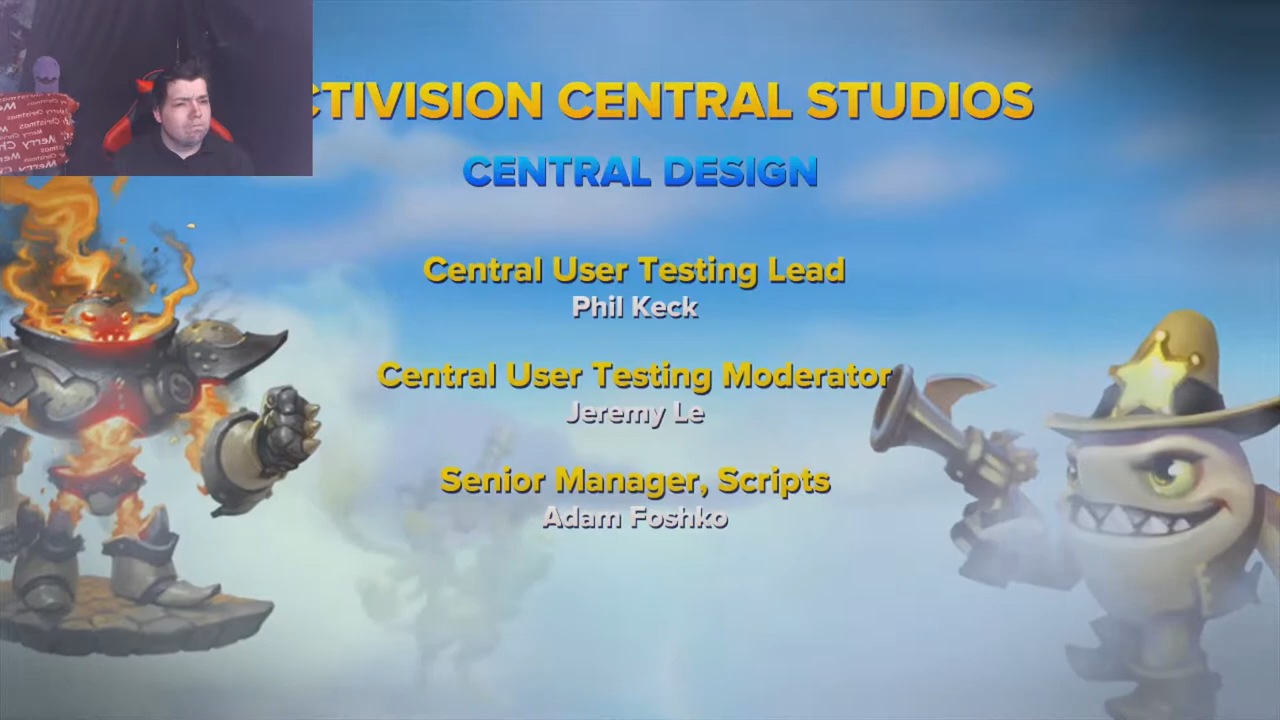 CTIVISION CENTRAL STUDIOS
CENTRAL DESIGN
Central User Testing Lead
Phil Keck
Central User Testing Moderator
Jeremy Le
Senior Manager, Scripts
Adam Foshko